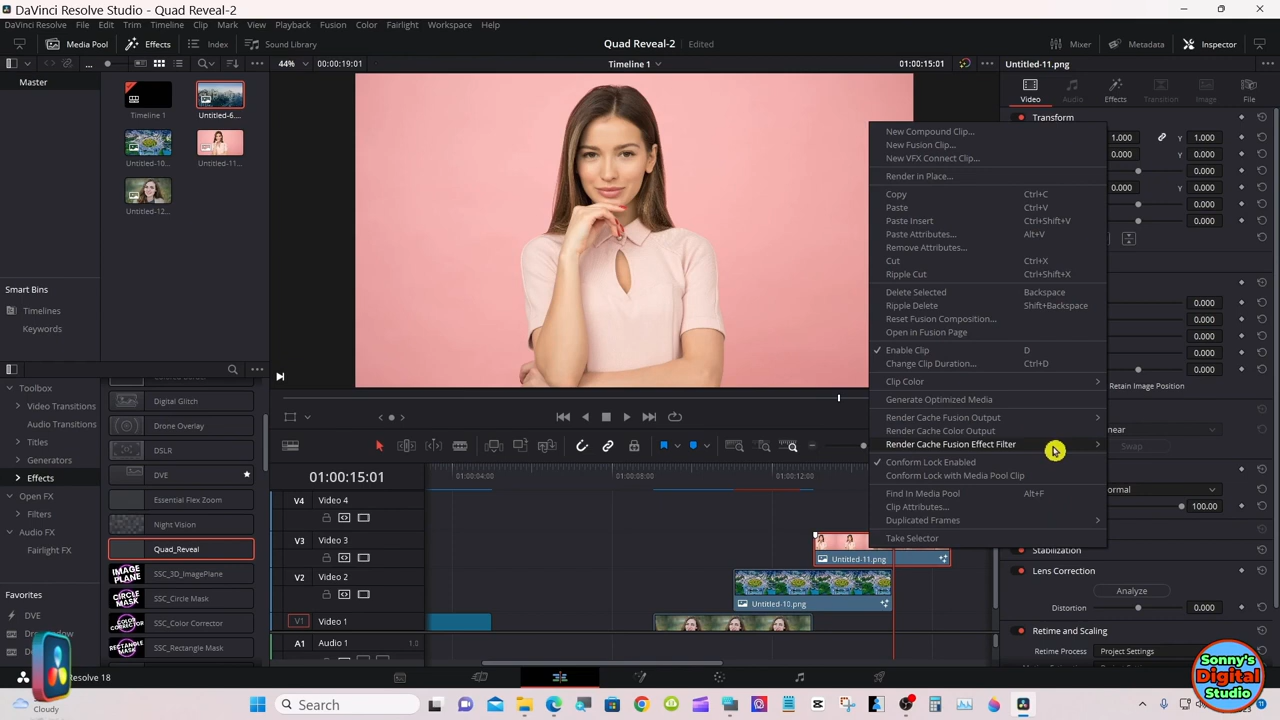 DaVinci Resolve Studio - Quad Reveal-2
DaVinci Resolve File Edit Trim Timeline Clip Mark View Playback Fusion Color Fairlight Workspace Help
Media Pool Effects Index Sound Library
Quad Reveal-2 Edited
Mixer Metadata Inspector
... 44% 00:00:19:01 Timeline 1 01:00:15:01 Untitled-11.png
Master
Timeline 1 Untitled-6....
Untitled-10... Untitled-11...
Untitled-12...
Smart Bins
Timelines
Keywords
Video Audio Effects Transition Image File
Transform
1.000 Y 1.000
0.000 0.000
0.000
0.000 0.000
0.000
0.000
0.000
0.000
0.000
0.000
Retain Image Position
New Compound Clip...
New Fusion Clip...
New VFX Connect Clip...
Render in Place...
Copy Ctrl+C
Paste Ctrl+V
Paste Insert Ctrl+Shift+V
Paste Attributes... Alt+V
Remove Attributes...
Cut Ctrl+X
Ripple Cut Ctrl+Shift+X
Delete Selected Backspace
Ripple Delete Shift+Backspace
Reset Fusion Composition...
Open in Fusion Page
Enable Clip D
Change Clip Duration... Ctrl+D
Clip Color
Generate Optimized Media
Render Cache Fusion Output
Render Cache Color Output
Render Cache Fusion Effect Filter
Conform Lock Enabled
Conform Lock with Media Pool Clip
Find In Media Pool Alt+F
Clip Attributes...
Duplicated Frames
Take Selector
Swap
100.00
Stabilization
Lens Correction
Analyze
Distortion 0.000
Retime and Scaling
Retime Process Project Settings
Toolbox
Video Transitions
Audio Transitions
Titles
Generators
Effects
Open FX
Filters
Audio FX
Fairlight FX
Favorites
DVE
Digital Glitch
Drone Overlay
DSLR
DVE
Essential Flex Zoom
Night Vision
Quad_Reveal
SSC_3D_ImagePlane
SSC_Circle Mask
SSC_Color Corrector
SSC_Rectangle Mask
IMAGE PLANE
CIRCLE MASK
COLOR CORRECTOR
RECTANGLE MASK
01:00:15:01
01:00:04:00 01:00:08:00 01:00:12:00
V4 Video 4
V3 Video 3
Untitled-11.png
V2 Video 2
Untitled-10.png
V1 Video 1
A1 Audio 1 1.0
Cloudy
Search
Sonny's
Digital
Studio